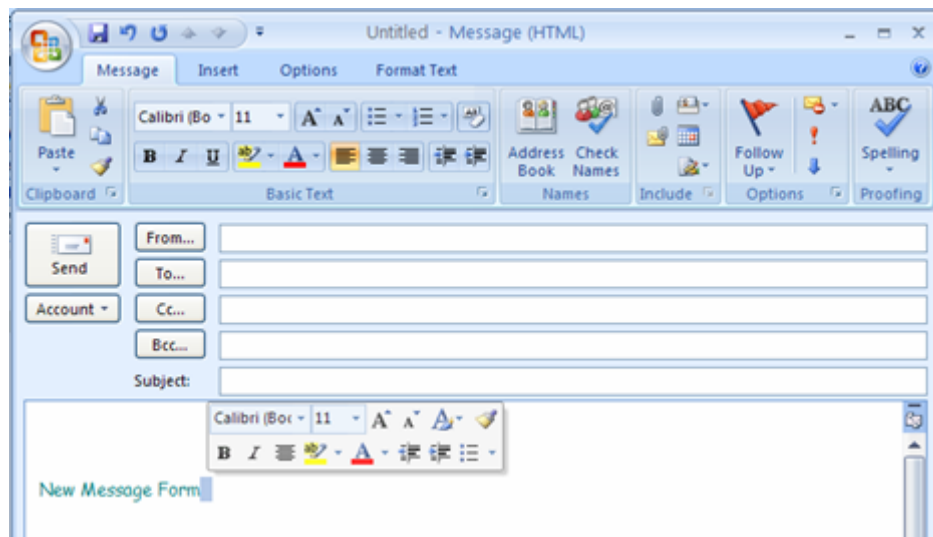 Untitled - Message (HTML)
Message Insert Options Format Text
Calibri (Bo 11 A A
Paste B I U A
Address Book Check Names
Follow Up
ABC Spelling
Clipboard Basic Text Names Include Options Proofing
Send From...
To...
Account Cc...
Bcc...
Subject:
Calibri (Boc 11 A A A
B I A
New Message Form